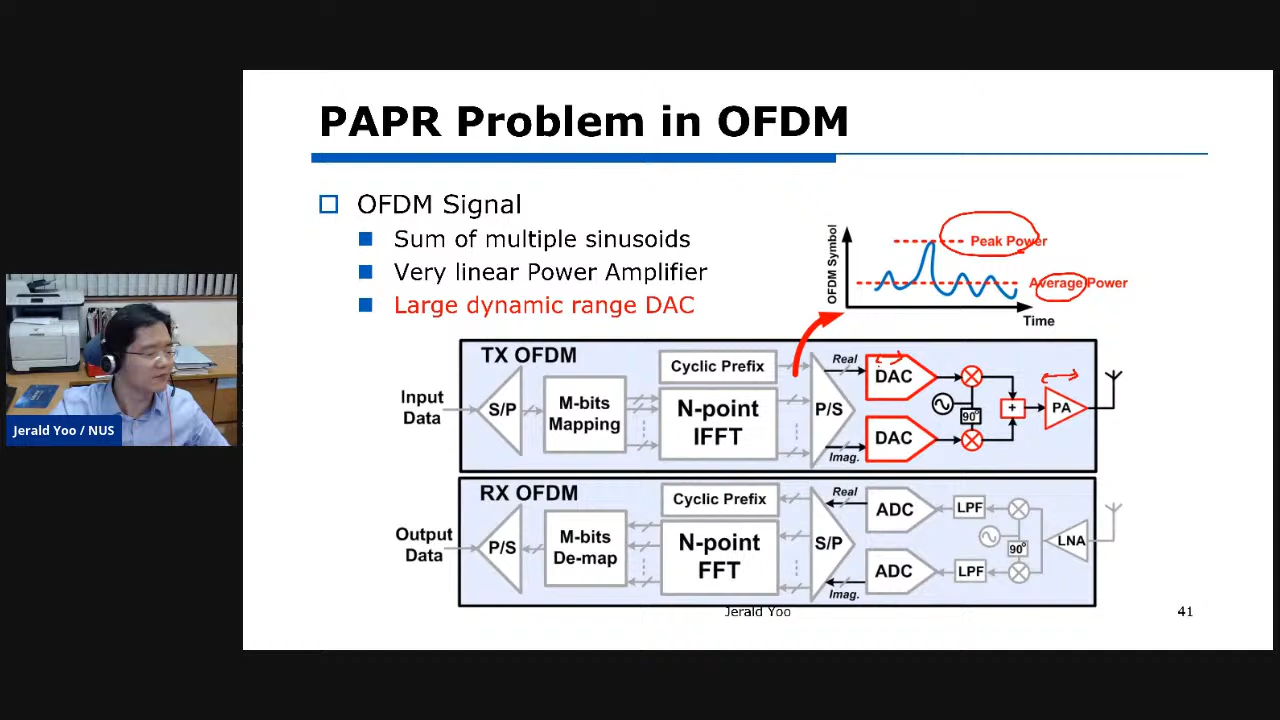 PAPR Problem in OFDM
OFDM Signal
Sum of multiple sinusoids
Very linear Power Amplifier
Large dynamic range DAC
OFDM Symbol
Peak Power
Average Power
Time
TX OFDM
Input
Data
S/P
M-bits
Mapping
Cyclic Prefix
N-point
IFFT
P/S
Real
Imag.
DAC
DAC
90°
+
PA
RX OFDM
Output
Data
P/S
M-bits
De-map
Cyclic Prefix
N-point
FFT
S/P
Real
Imag.
ADC
ADC
LPF
LPF
90°
LNA
Jerald Yoo
41
Jerald Yoo / NUS